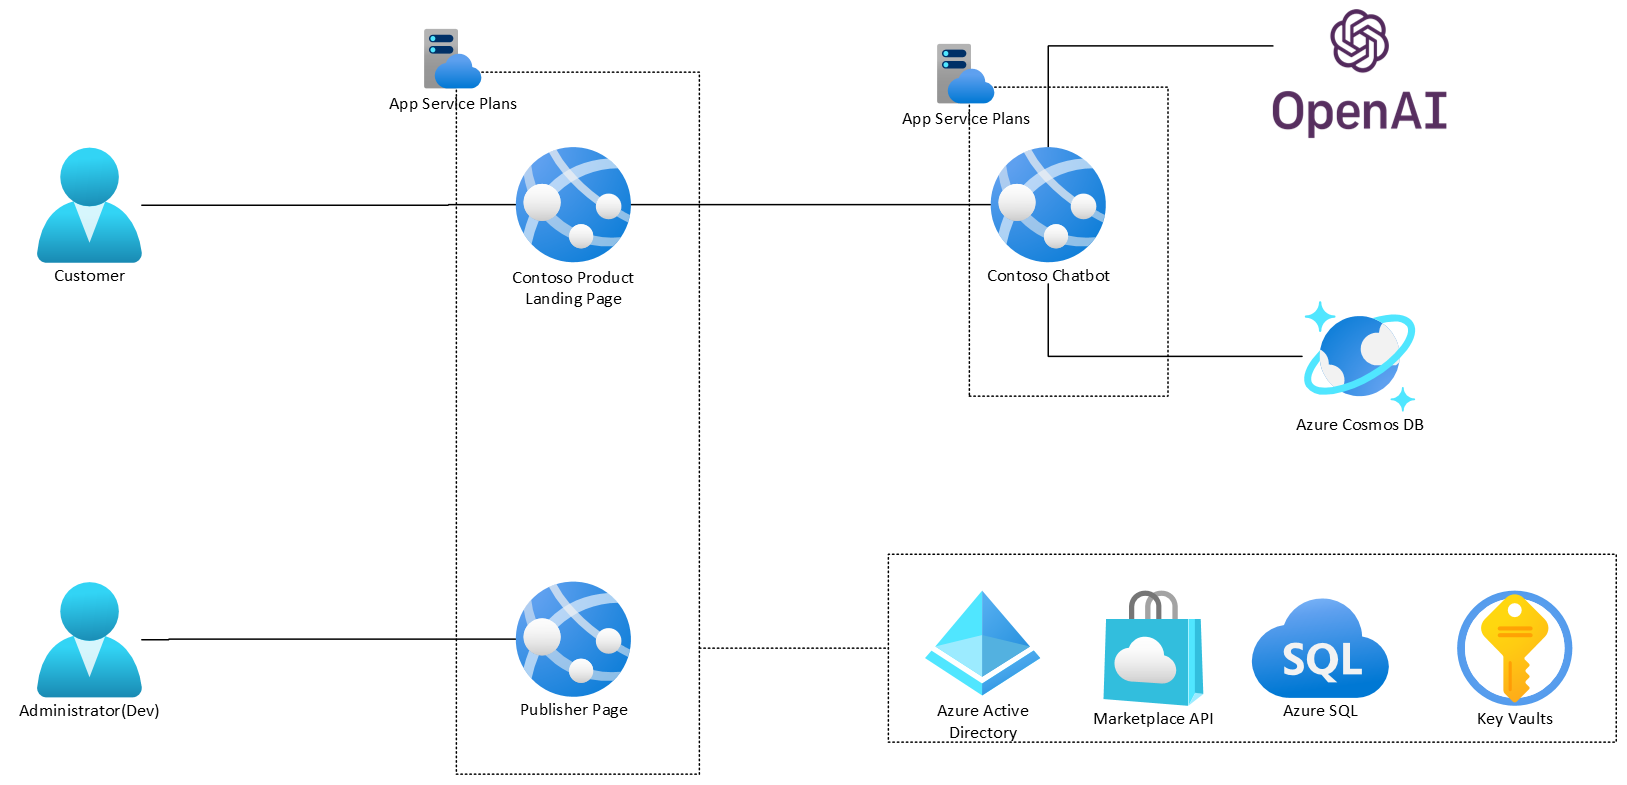 App Service Plans
App Service Plans
OpenAI
Customer
Contoso Product
Landing Page
Contoso Chatbot
Azure Cosmos DB
Administrator(Dev)
Publisher Page
Azure Active
Directory
Marketplace API
SQL
Azure SQL
Key Vaults